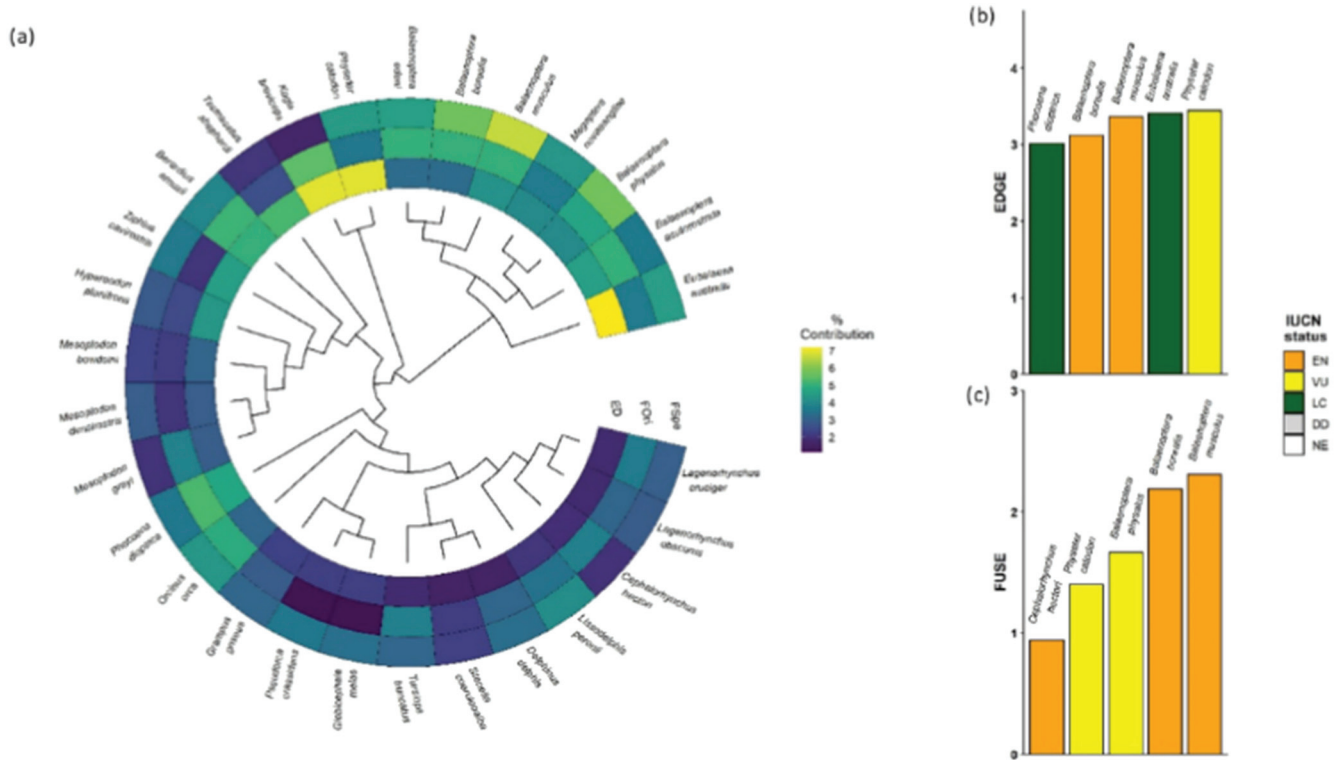 (a)
Balaenoptera
edeni
Balaenoptera
borealis
Balaenoptera
musculus
Megaptera
novaeangliae
Balaenoptera
physalus
Balaenoptera
Eubalaena
australis
Physeter
catodon
Kogia
breviceps
Tasmacetus
shepherdi
Berardius
arnuxii
Ziphius
cavirostris
Hyperoodon
planifrons
Mesoplodon
bowdoini
Mesoplodon
Mesoplodon
grayi
Phocoena
dioptrica
Orcinus
orca
Grampus
griseus
Pseudorca
crassidens
Globicephala
melas
Tursiops
truncatus
Stenella
coeruleoalba
Delphinus
delphis
Lissodelphis
peronii
Cephalorhynchus
hectori
Lagenorhynchus
obscurus
Lagenorhynchus
cruciger
ED
FOri
FSpe
%
Contribution
7
6
5
4
3
2
(b)
EDGE
4
3
2
1
0
Phocoena
dioptrica
Balaenoptera
borealis
Balaenoptera
musculus
Eubalaena
australis
Physeter
catodon
(c)
FUSE
3
2
1
0
Cephalorhynchus
hectori
Physeter
catodon
Balaenoptera
physalus
Balaenoptera
borealis
Balaenoptera
musculus
IUCN
status
EN
VU
LC
DD
NE